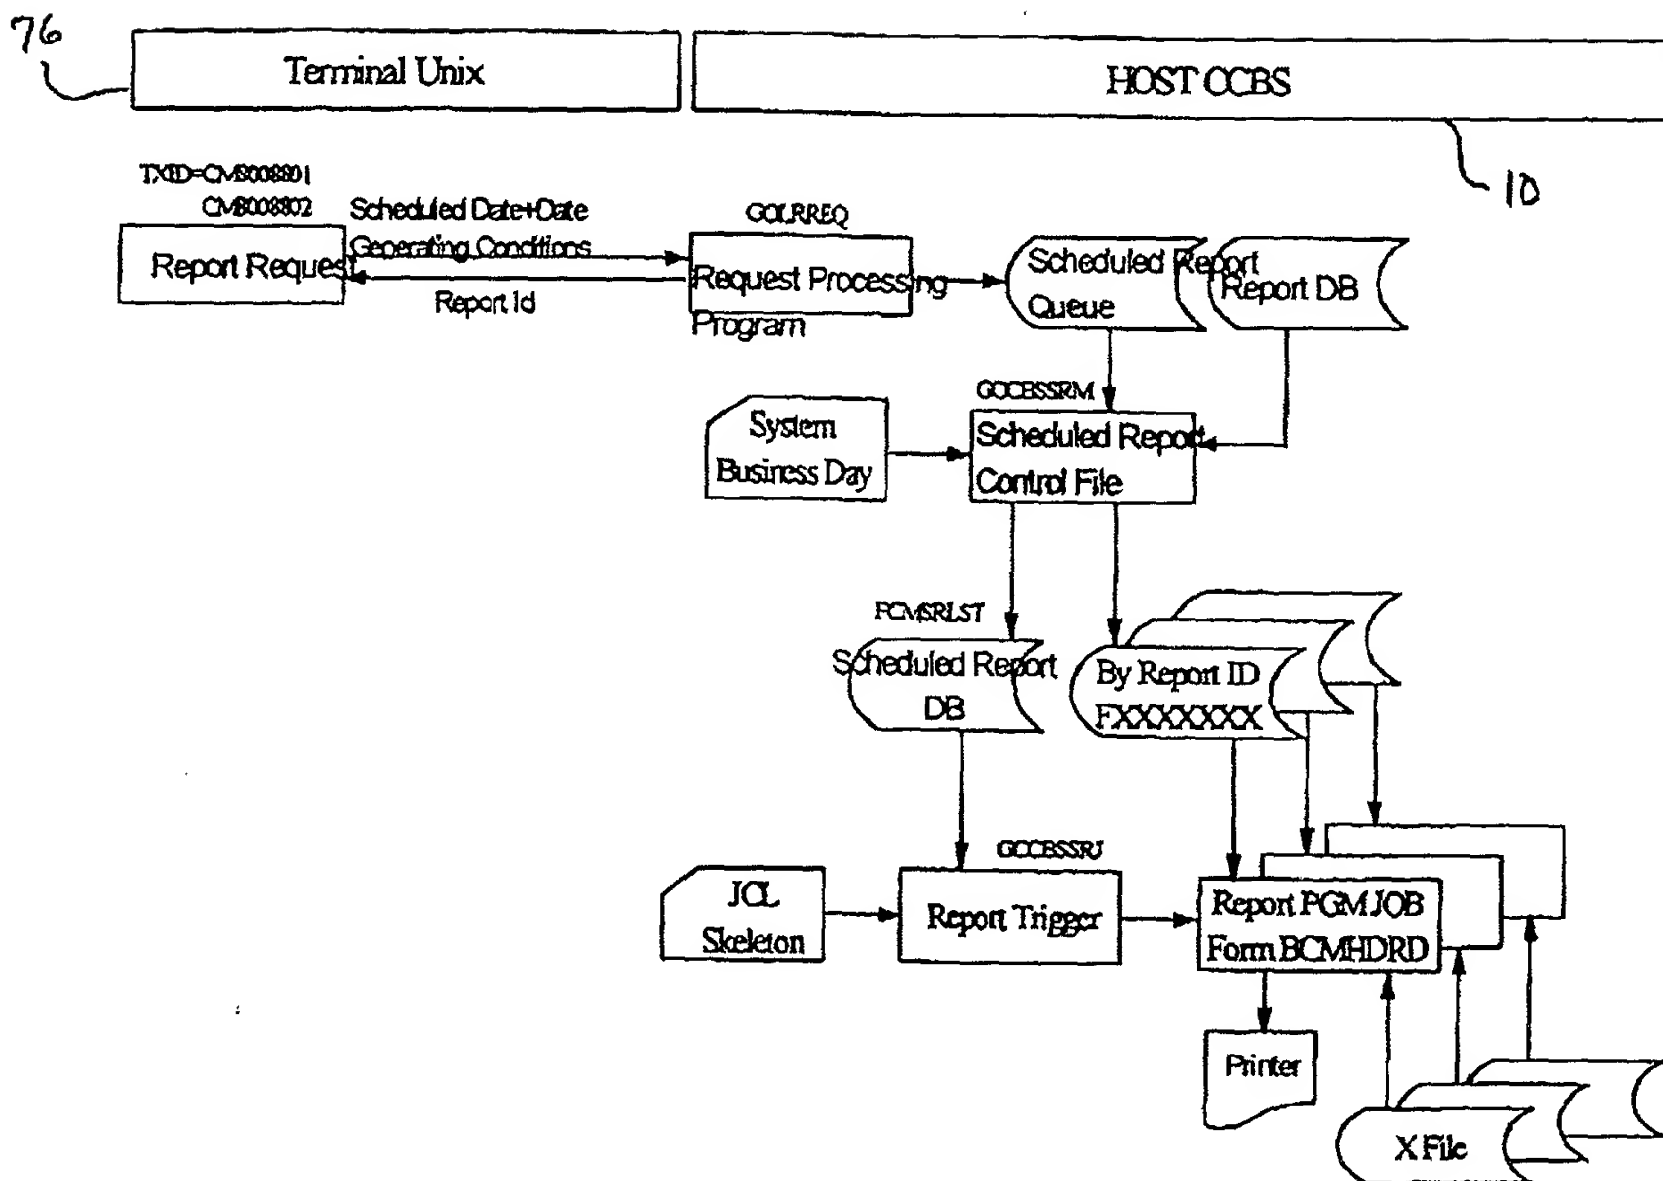 76
Terminal Unix
HOST CCBS
10
TXID=CMS008801
CMS008802
Scheduled Date+Date
Generating Conditions
Report Id
Report Request
GOLRREQ
Request Processing
Program
Scheduled Report
Queue
Report DB
GCCBSSRM
System
Business Day
Scheduled Report
Control File
FCMSRLST
Scheduled Report
DB
By Report ID
FXXXXXXX
GCCBSSRJ
JCL
Skeleton
Report Trigger
Report PGM JOB
Form BCMHDRD
Printer
X File